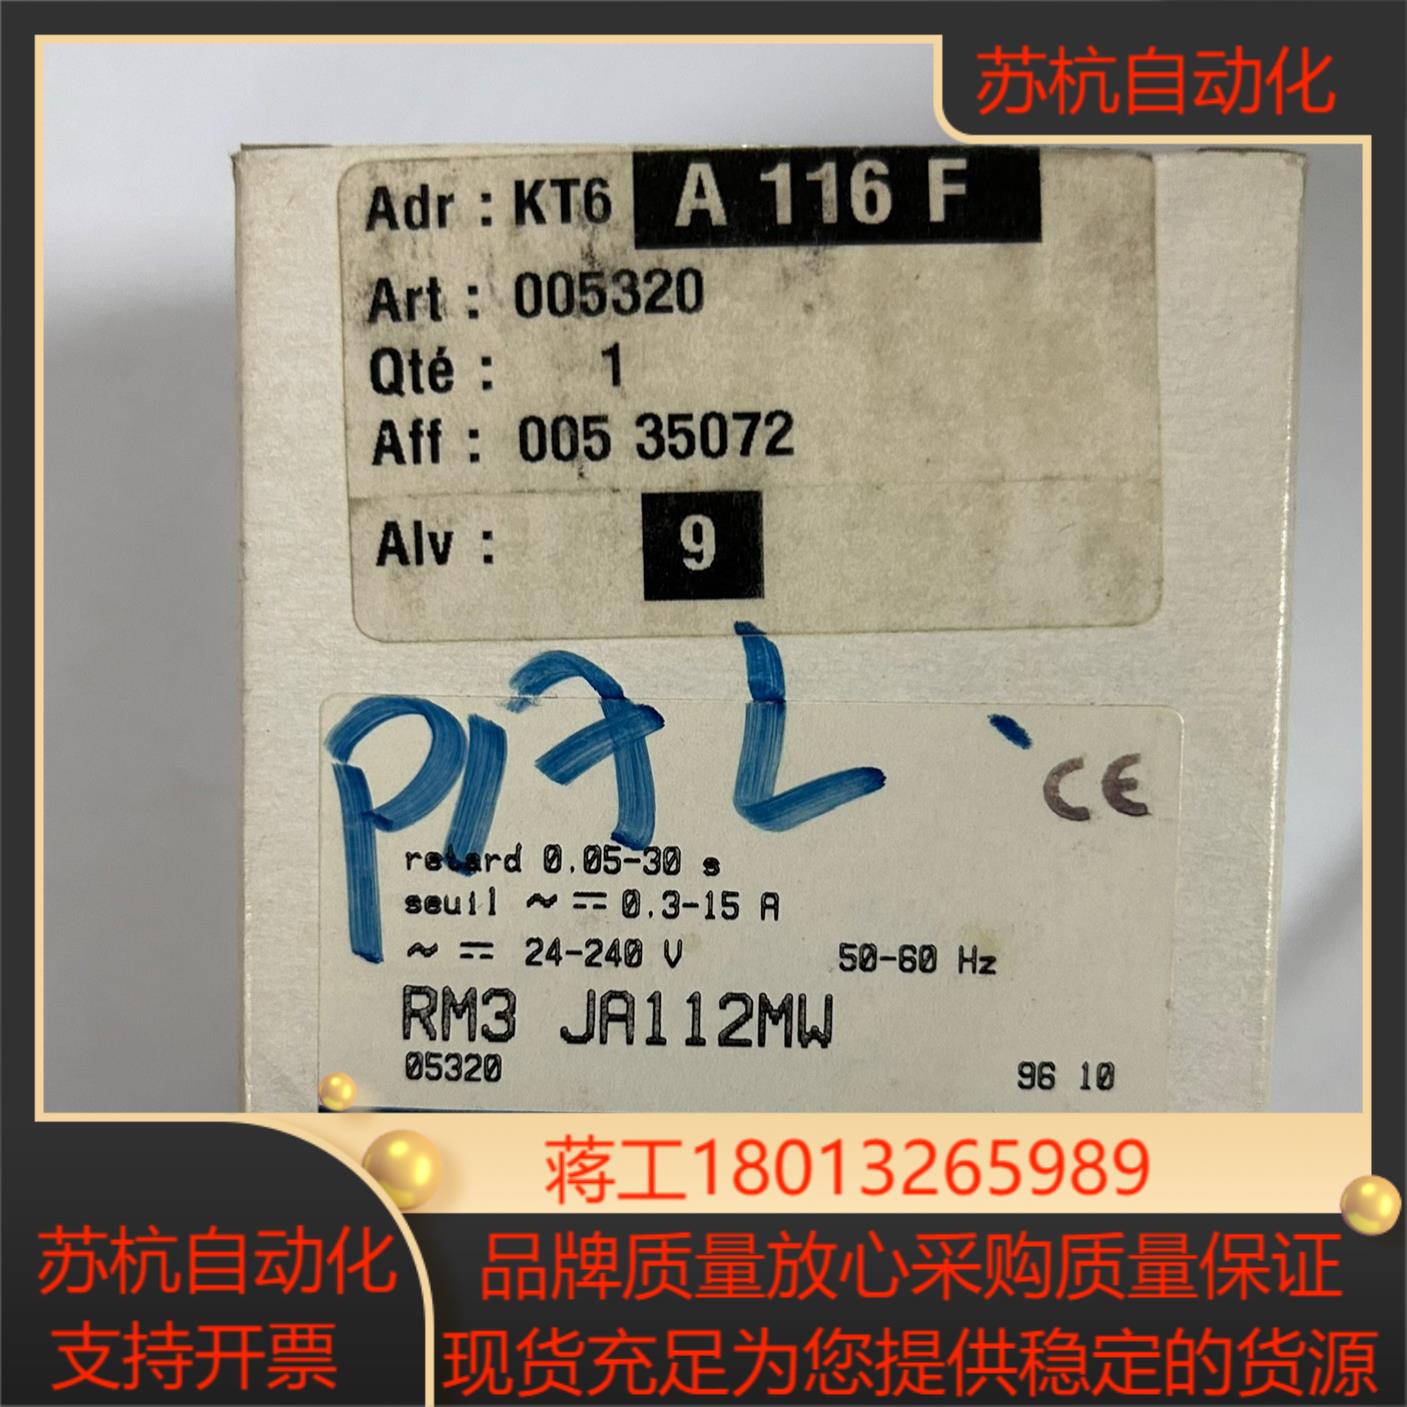 苏杭自动化
Adr : KT6 A 116 F
Art : 005320
Qté : 1
Aff : 005 35072
Alv : 9
CE
retard 0.05-30 s
seuil ~ ⎓ 0.3-15 A
~ ⎓ 24-240 V 50-60 Hz
RM3 JA112MW
05320 96 10
蒋工18013265989
苏杭自动化
支持开票
品牌质量放心采购质量保证
现货充足为您提供稳定的货源